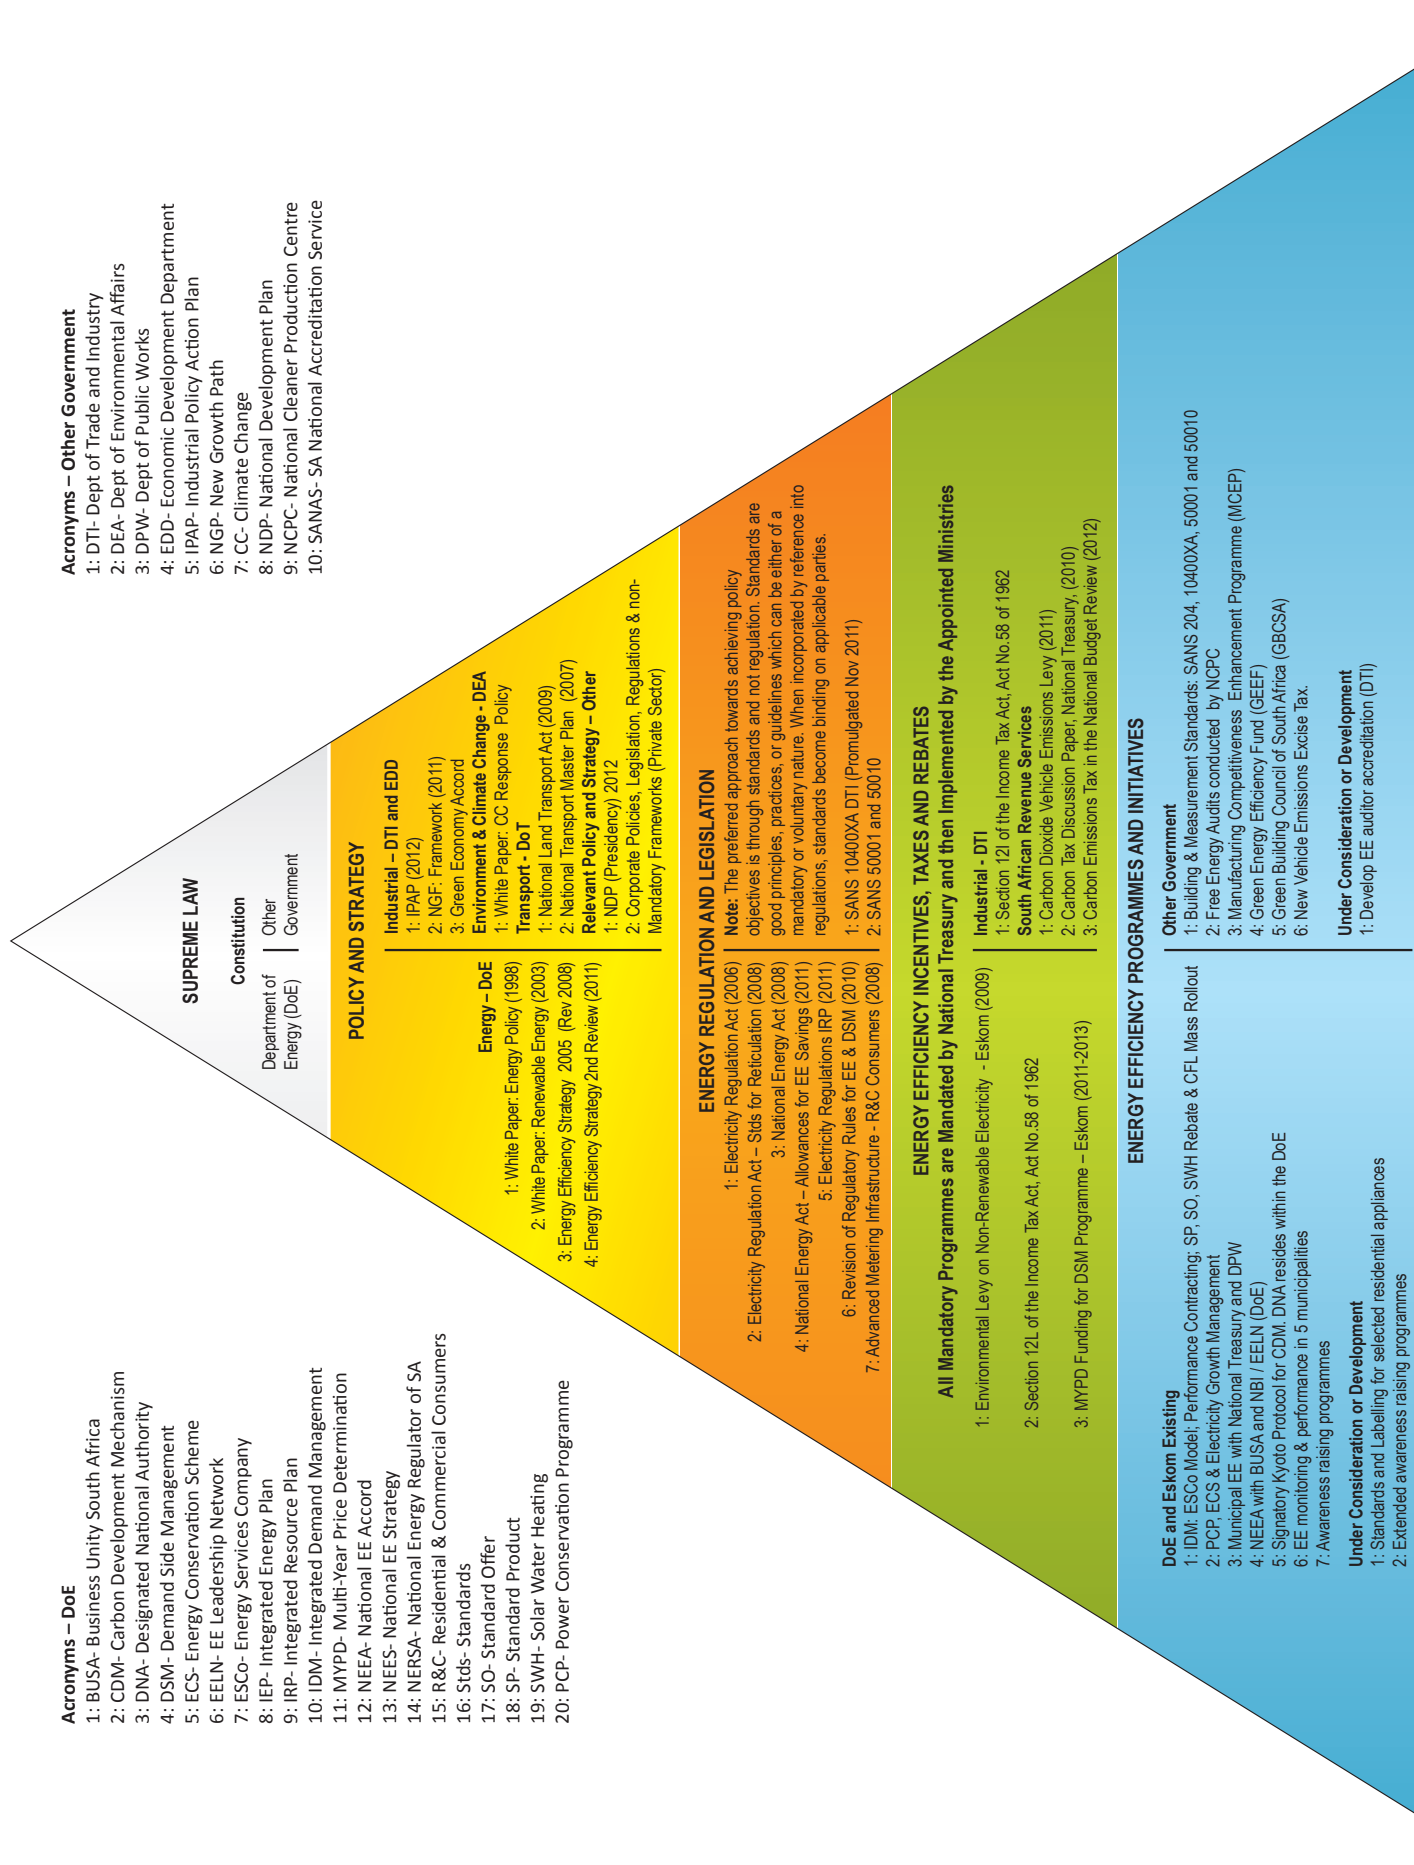 Acronyms – DoE
1: BUSA- Business Unity South Africa
2: CDM- Carbon Development Mechanism
3: DNA- Designated National Authority
4: DSM- Demand Side Management
5: ECS- Energy Conservation Scheme
6: EELN- EE Leadership Network
7: ESCo- Energy Services Company
8: IEP- Integrated Energy Plan
9: IRP- Integrated Resource Plan
10: IDM- Integrated Demand Management
11: MYPD- Multi-Year Price Determination
12: NEEA- National EE Accord
13: NEES- National EE Strategy
14: NERSA- National Energy Regulator of SA
15: R&C- Residential & Commercial Consumers
16: Stds- Standards
17: SO- Standard Offer
18: SP- Standard Product
19: SWH- Solar Water Heating
20: PCP- Power Conservation Programme
Acronyms – Other Government
1: DTI- Dept of Trade and Industry
2: DEA- Dept of Environmental Affairs
3: DPW- Dept of Public Works
4: EDD- Economic Development Department
5: IPAP- Industrial Policy Action Plan
6: NGP- New Growth Path
7: CC- Climate Change
8: NDP- National Development Plan
9: NCPC- National Cleaner Production Centre
10: SANAS- SA National Accreditation Service
SUPREME LAW
Constitution
Department of
Energy (DoE)
Other
Government
POLICY AND STRATEGY
Energy – DoE
1: White Paper: Energy Policy (1998)
2: White Paper: Renewable Energy (2003)
3: Energy Efficiency Strategy 2005 (Rev 2008)
4: Energy Efficiency Strategy 2nd Review (2011)
Industrial – DTI and EDD
1: IPAP (2012)
2: NGF: Framework (2011)
3: Green Economy Accord
Environment & Climate Change - DEA
1: White Paper: CC Response Policy
Transport - DoT
1: National Land Transport Act (2009)
2: National Transport Master Plan (2007)
Relevant Policy and Strategy – Other
1: NDP (Presidency) 2012
2: Corporate Policies, Legislation, Regulations & non-
Mandatory Frameworks (Private Sector)
ENERGY REGULATION AND LEGISLATION
1: Electricity Regulation Act (2006)
2: Electricity Regulation Act – Stds for Reticulation (2008)
3: National Energy Act (2008)
4: National Energy Act – Allowances for EE Savings (2011)
5: Electricity Regulations IRP (2011)
6: Revision of Regulatory Rules for EE & DSM (2010)
7: Advanced Metering Infrastructure - R&C Consumers (2008)
Note: The preferred approach towards achieving policy
objectives is through standards and not regulation. Standards are
good principles, practices, or guidelines which can be either of a
mandatory or voluntary nature. When incorporated by reference into
regulations, standards become binding on applicable parties.
1: SANS 10400XA DTI (Promulgated Nov 2011)
2: SANS 50001 and 50010
ENERGY EFFICIENCY INCENTIVES, TAXES AND REBATES
All Mandatory Programmes are Mandated by National Treasury and then Implemented by the Appointed Ministries
1: Environmental Levy on Non-Renewable Electricity - Eskom (2009)
2: Section 12L of the Income Tax Act, Act No.58 of 1962
3: MYPD Funding for DSM Programme – Eskom (2011-2013)
Industrial - DTI
1: Section 12I of the Income Tax Act, Act No.58 of 1962
South African Revenue Services
1: Carbon Dioxide Vehicle Emissions Levy (2011)
2: Carbon Tax Discussion Paper, National Treasury, (2010)
3: Carbon Emissions Tax in the National Budget Review (2012)
ENERGY EFFICIENCY PROGRAMMES AND INITIATIVES
DoE and Eskom Existing
1: IDM: ESCo Model; Performance Contracting; SP, SO, SWH Rebate & CFL Mass Rollout
2: PCP, ECS & Electricity Growth Management
3: Municipal EE with National Treasury and DPW
4: NEEA with BUSA and NBI / EELN (DoE)
5: Signatory Kyoto Protocol for CDM. DNA resides within the DoE
6: EE monitoring & performance in 5 municipalities
7: Awareness raising programmes
Under Consideration or Development
1: Standards and Labelling for selected residential appliances
2: Extended awareness raising programmes
Other Government
1: Building & Measurement Standards: SANS 204, 10400XA, 50001 and 50010
2: Free Energy Audits conducted by NCPC
3: Manufacturing Competitiveness Enhancement Programme (MCEP)
4: Green Energy Efficiency Fund (GEEF)
5: Green Building Council of South Africa (GBCSA)
6: New Vehicle Emissions Excise Tax.
Under Consideration or Development
1: Develop EE auditor accreditation (DTI)